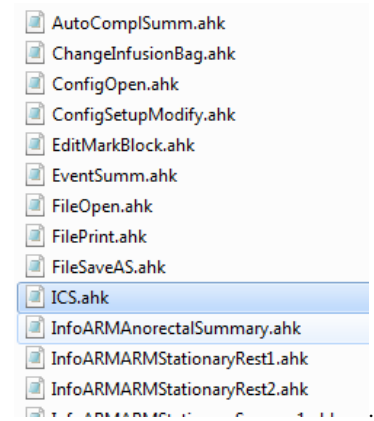 AutoComplSumm.ahk
ChangeInfusionBag.ahk
ConfigOpen.ahk
ConfigSetupModify.ahk
EditMarkBlock.ahk
EventSumm.ahk
FileOpen.ahk
FilePrint.ahk
FileSaveAS.ahk
ICS.ahk
InfoARMAnorectalSummary.ahk
InfoARMARMStationaryRest1.ahk
InfoARMARMStationaryRest2.ahk